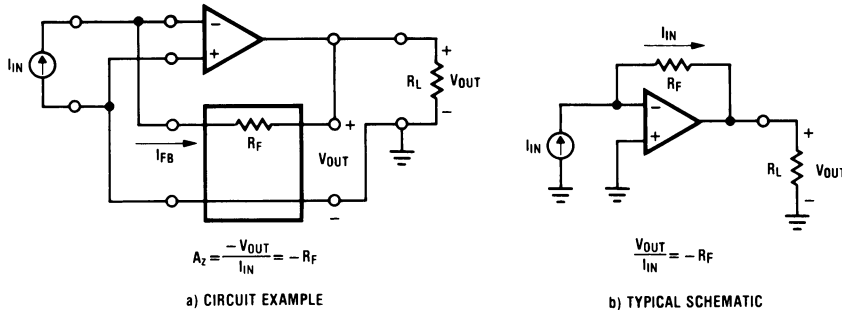 I_IN
−
+
R_L
+
V_OUT
−
I_FB
R_F
+
V_OUT
−
A_z = −V_OUT / I_IN = −R_F
a) CIRCUIT EXAMPLE
I_IN
R_F
I_IN
−
+
R_L
+
V_OUT
−
V_OUT / I_IN = −R_F
b) TYPICAL SCHEMATIC